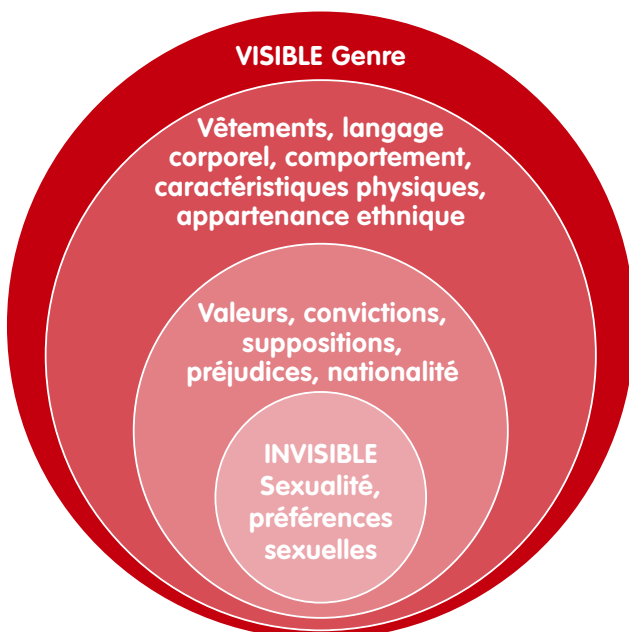 VISIBLE Genre
Vêtements, langage
corporel, comportement,
caractéristiques physiques,
appartenance ethnique
Valeurs, convictions,
suppositions,
préjudices, nationalité
INVISIBLE
Sexualité,
préférences
sexuelles